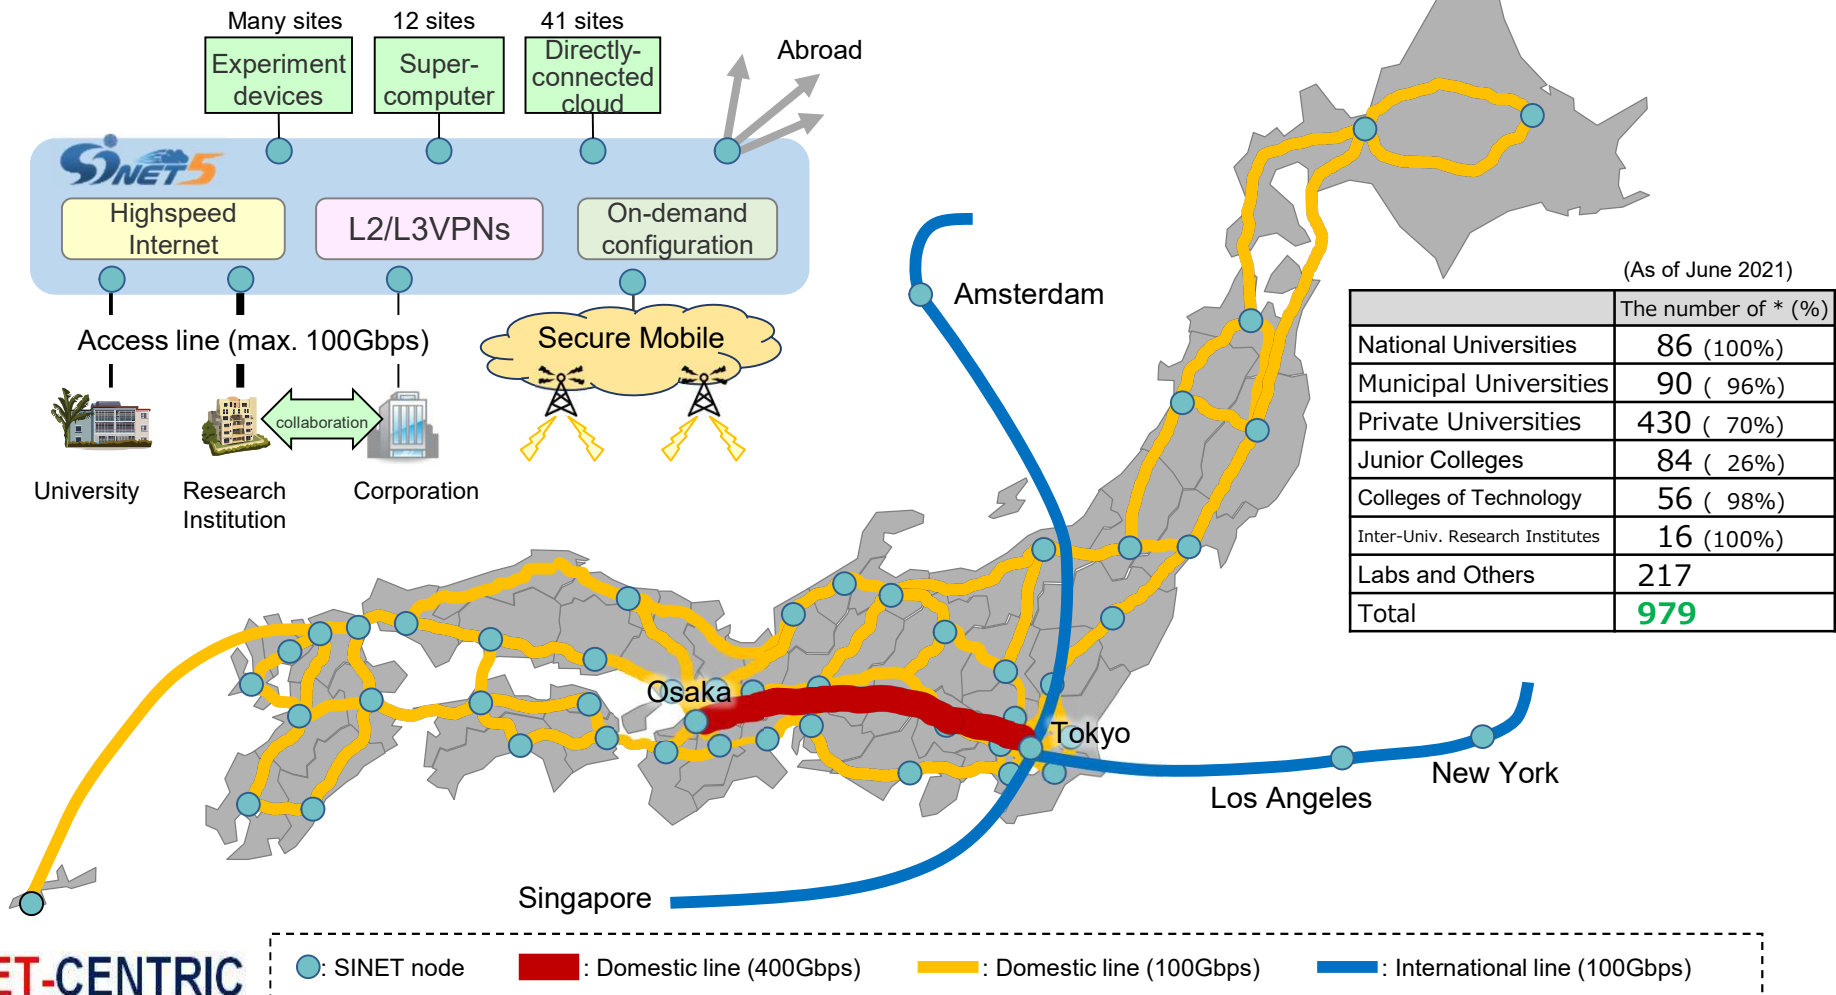 Many sites
12 sites
41 sites
Experiment
devices
Super-
computer
Directly-
connected
cloud
Abroad
SINET5
Highspeed
Internet
L2/L3VPNs
On-demand
configuration
Access line (max. 100Gbps)
Secure Mobile
collaboration
University
Research
Institution
Corporation
Amsterdam
Osaka
Tokyo
Los Angeles
New York
Singapore
(As of June 2021)
The number of * (%)
National Universities 86 (100%)
Municipal Universities 90 ( 96%)
Private Universities 430 ( 70%)
Junior Colleges 84 ( 26%)
Colleges of Technology 56 ( 98%)
Inter-Univ. Research Institutes 16 (100%)
Labs and Others 217
Total 979
ET-CENTRIC
: SINET node
: Domestic line (400Gbps)
: Domestic line (100Gbps)
: International line (100Gbps)